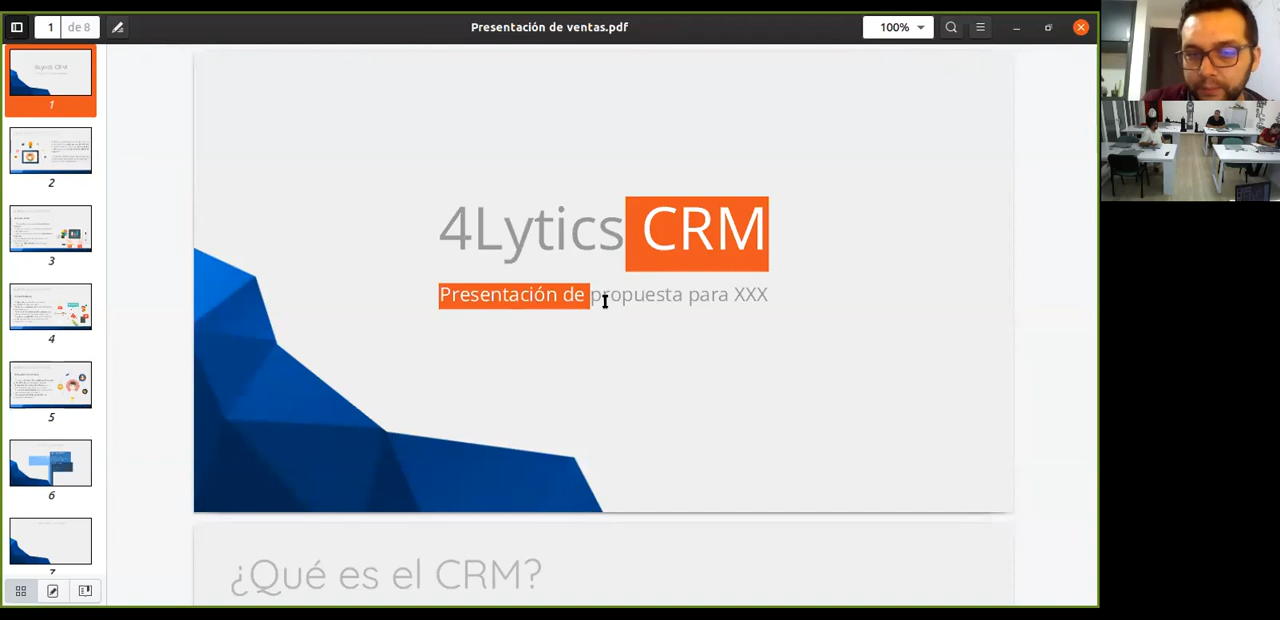 1 de 8
Presentación de ventas.pdf
100%
1
2
3
4
5
6
7
4Lytics CRM
Presentación de propuesta para XXX
¿Qué es el CRM?